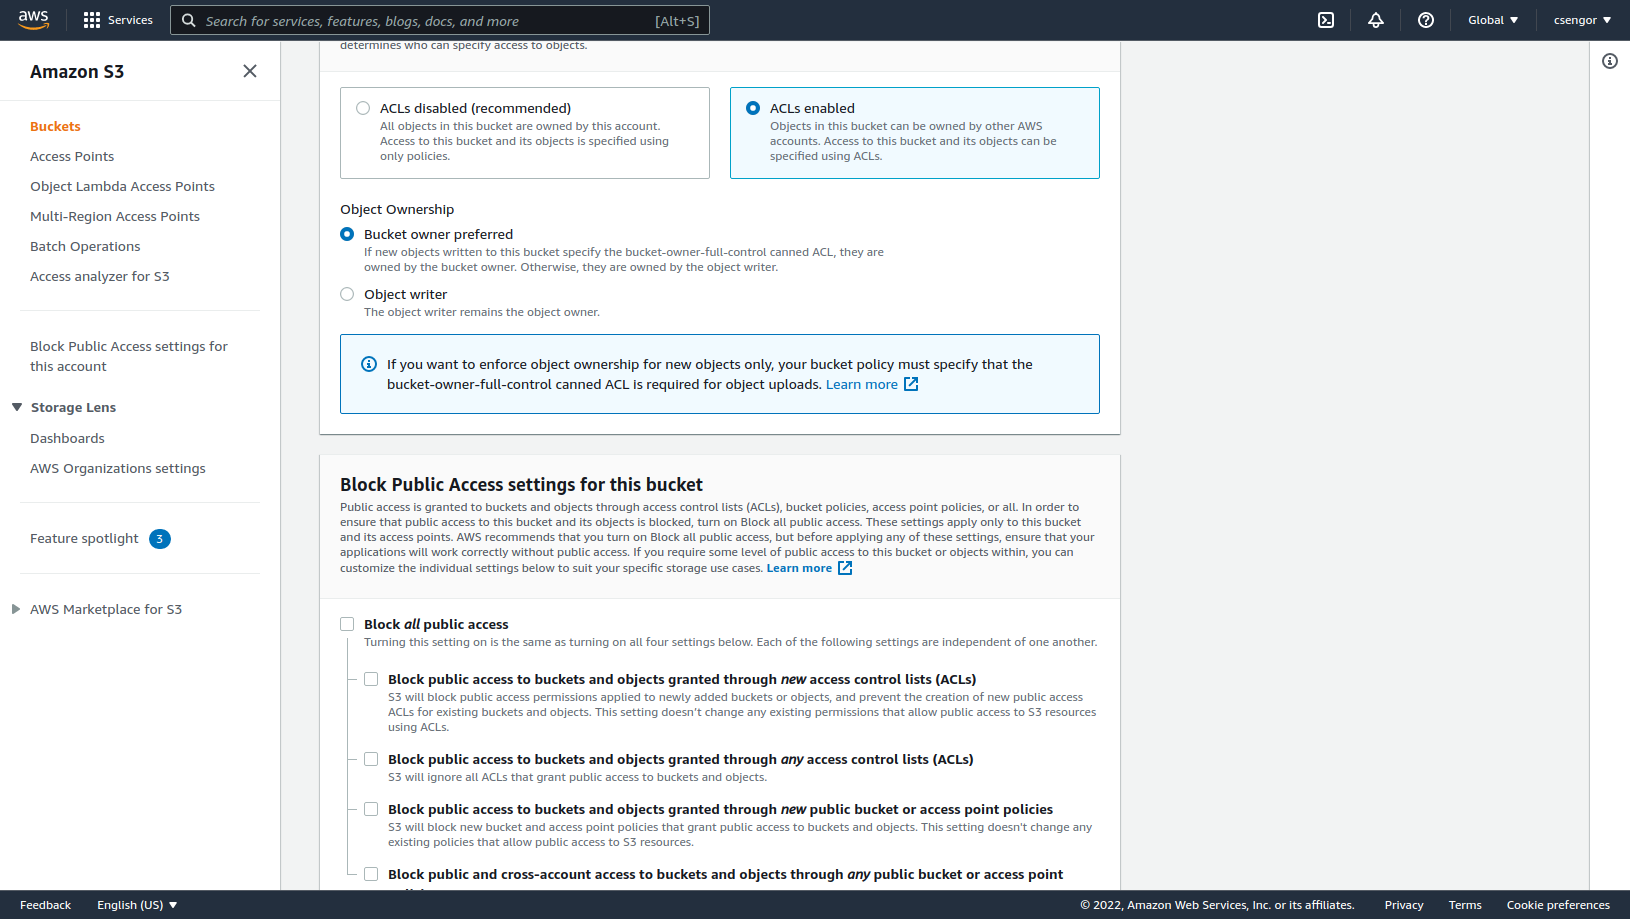 aws
Services
Search for services, features, blogs, docs, and more
[Alt+S]
Global
csengor
Amazon S3
Buckets
Access Points
Object Lambda Access Points
Multi-Region Access Points
Batch Operations
Access analyzer for S3
Block Public Access settings for
this account
Storage Lens
Dashboards
AWS Organizations settings
Feature spotlight 3
AWS Marketplace for S3
determines who can specify access to objects.
ACLs disabled (recommended)
All objects in this bucket are owned by this account.
Access to this bucket and its objects is specified using
only policies.
ACLs enabled
Objects in this bucket can be owned by other AWS
accounts. Access to this bucket and its objects can be
specified using ACLs.
Object Ownership
Bucket owner preferred
If new objects written to this bucket specify the bucket-owner-full-control canned ACL, they are
owned by the bucket owner. Otherwise, they are owned by the object writer.
Object writer
The object writer remains the object owner.
If you want to enforce object ownership for new objects only, your bucket policy must specify that the
bucket-owner-full-control canned ACL is required for object uploads. Learn more
Block Public Access settings for this bucket
Public access is granted to buckets and objects through access control lists (ACLs), bucket policies, access point policies, or all. In order to
ensure that public access to this bucket and its objects is blocked, turn on Block all public access. These settings apply only to this bucket
and its access points. AWS recommends that you turn on Block all public access, but before applying any of these settings, ensure that your
applications will work correctly without public access. If you require some level of public access to this bucket or objects within, you can
customize the individual settings below to suit your specific storage use cases. Learn more
Block all public access
Turning this setting on is the same as turning on all four settings below. Each of the following settings are independent of one another.
Block public access to buckets and objects granted through new access control lists (ACLs)
S3 will block public access permissions applied to newly added buckets or objects, and prevent the creation of new public access
ACLs for existing buckets and objects. This setting doesn't change any existing permissions that allow public access to S3 resources
using ACLs.
Block public access to buckets and objects granted through any access control lists (ACLs)
S3 will ignore all ACLs that grant public access to buckets and objects.
Block public access to buckets and objects granted through new public bucket or access point policies
S3 will block new bucket and access point policies that grant public access to buckets and objects. This setting doesn't change any
existing policies that allow public access to S3 resources.
Block public and cross-account access to buckets and objects through any public bucket or access point
Feedback
English (US)
© 2022, Amazon Web Services, Inc. or its affiliates.
Privacy
Terms
Cookie preferences